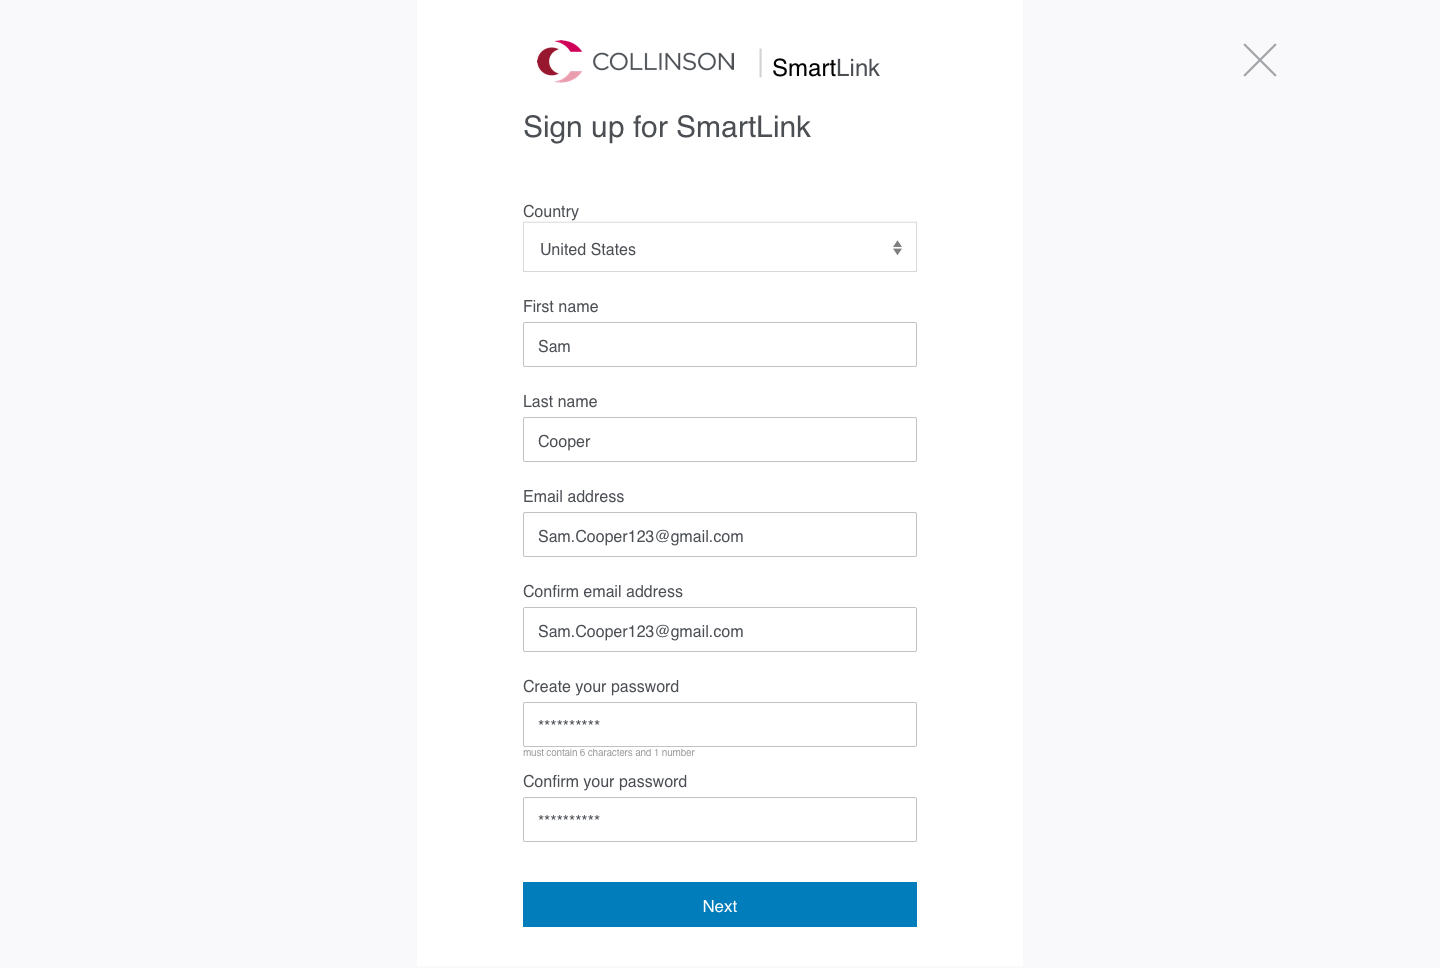 COLLINSON | SmartLink
Sign up for SmartLink
Country
United States
First name
Sam
Last name
Cooper
Email address
Sam.Cooper123@gmail.com
Confirm email address
Sam.Cooper123@gmail.com
Create your password
**********
must contain 6 characters and 1 number
Confirm your password
**********
Next